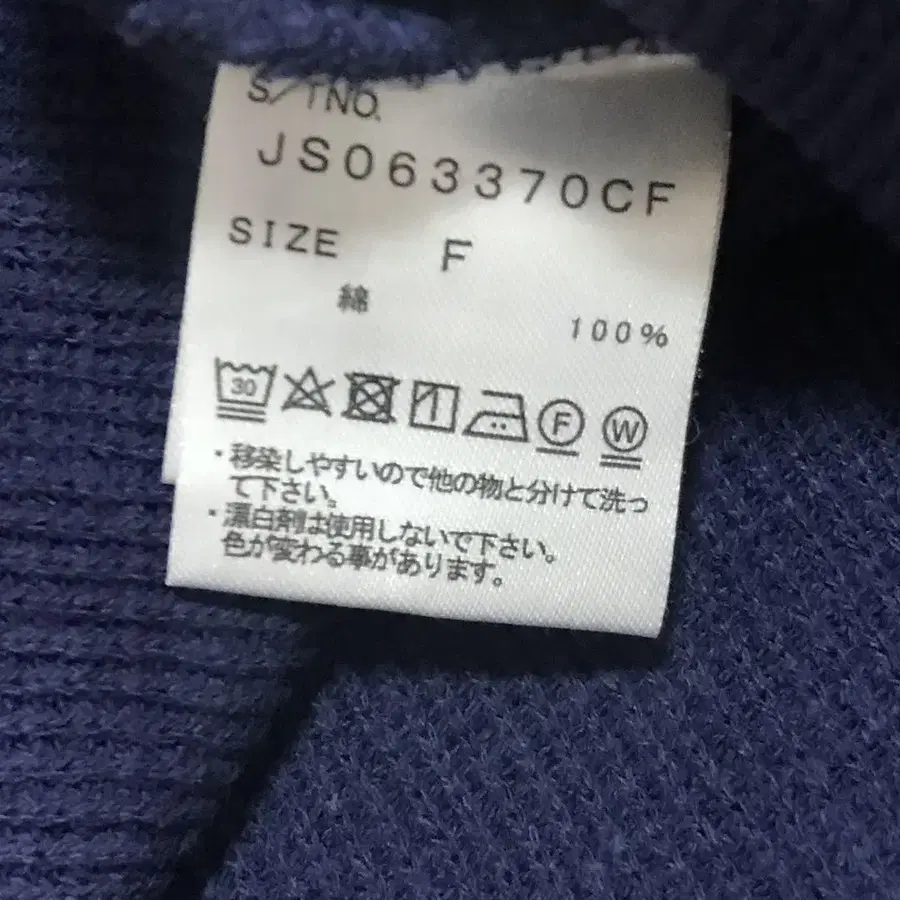 S/TNO.
JS063370CF
SIZE F
綿
100%
30 F W
・移染しやすいので他の物と分けて洗っ
て下さい。
・漂白剤は使用しないで下さい。
色が変わる事があります。